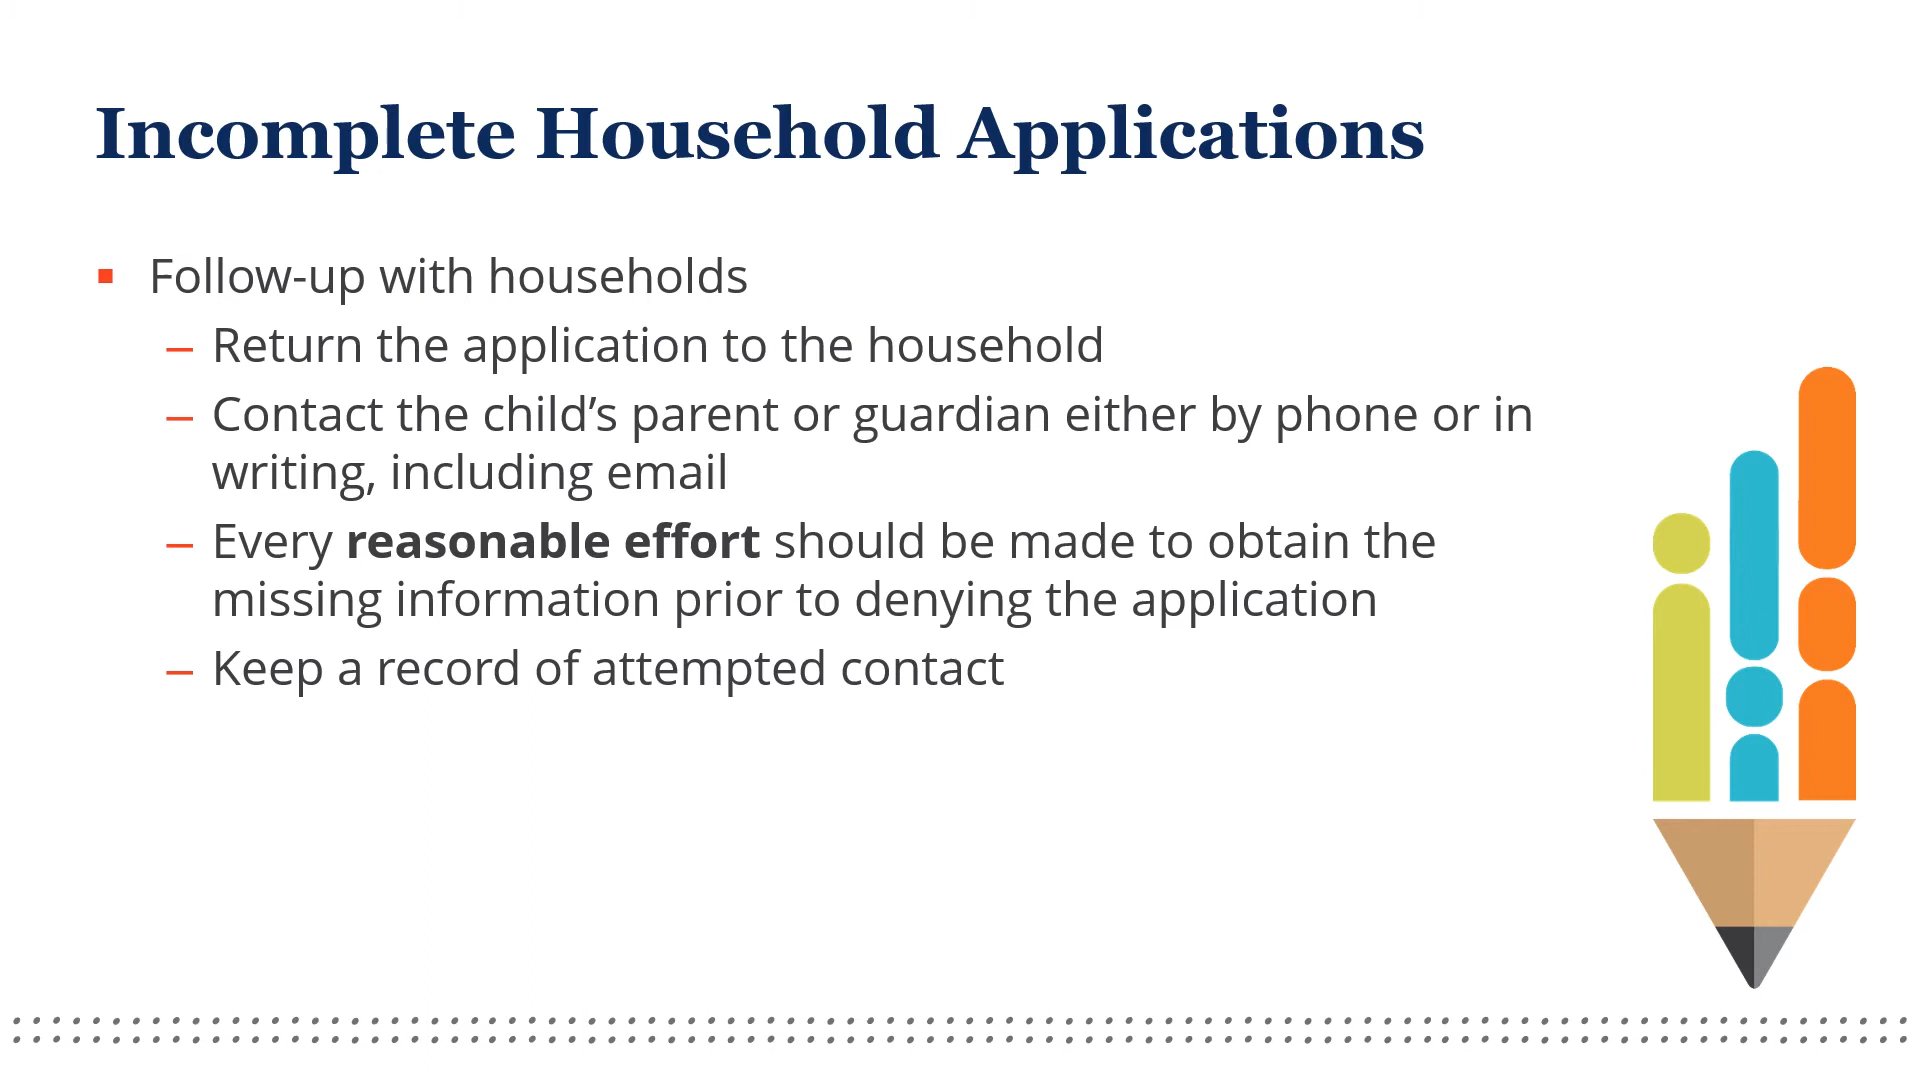 Incomplete Household Applications
▪ Follow-up with households
– Return the application to the household
– Contact the child’s parent or guardian either by phone or in
writing, including email
– Every reasonable effort should be made to obtain the
missing information prior to denying the application
– Keep a record of attempted contact